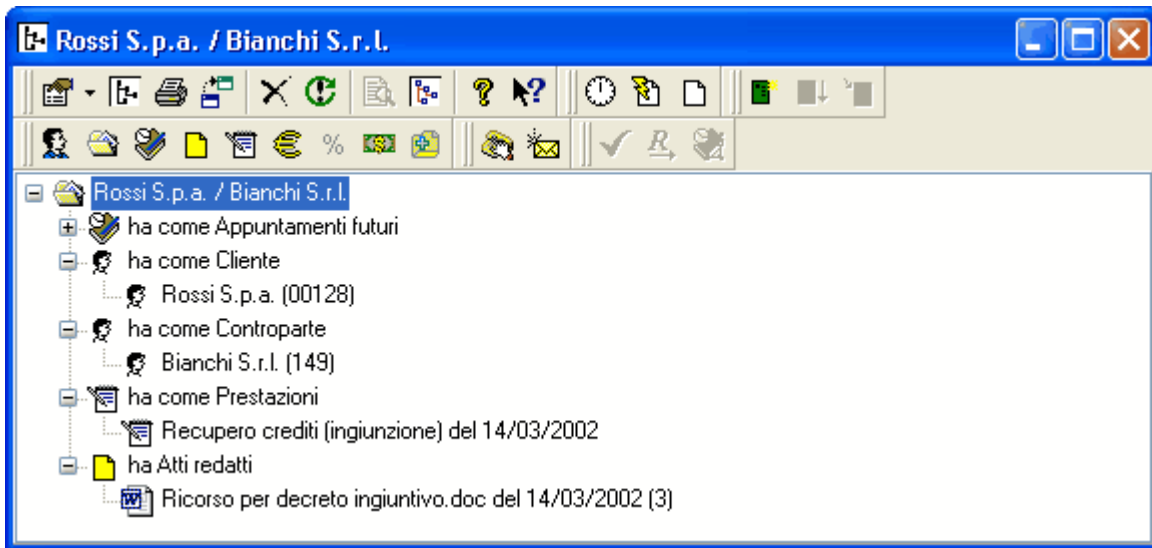 Rossi S.p.a. / Bianchi S.r.l.
Rossi S.p.a. / Bianchi S.r.l.
ha come Appuntamenti futuri
ha come Cliente
Rossi S.p.a. (00128)
ha come Controparte
Bianchi S.r.l. (149)
ha come Prestazioni
Recupero crediti (ingiunzione) del 14/03/2002
ha Atti redatti
Ricorso per decreto ingiuntivo.doc del 14/03/2002 (3)